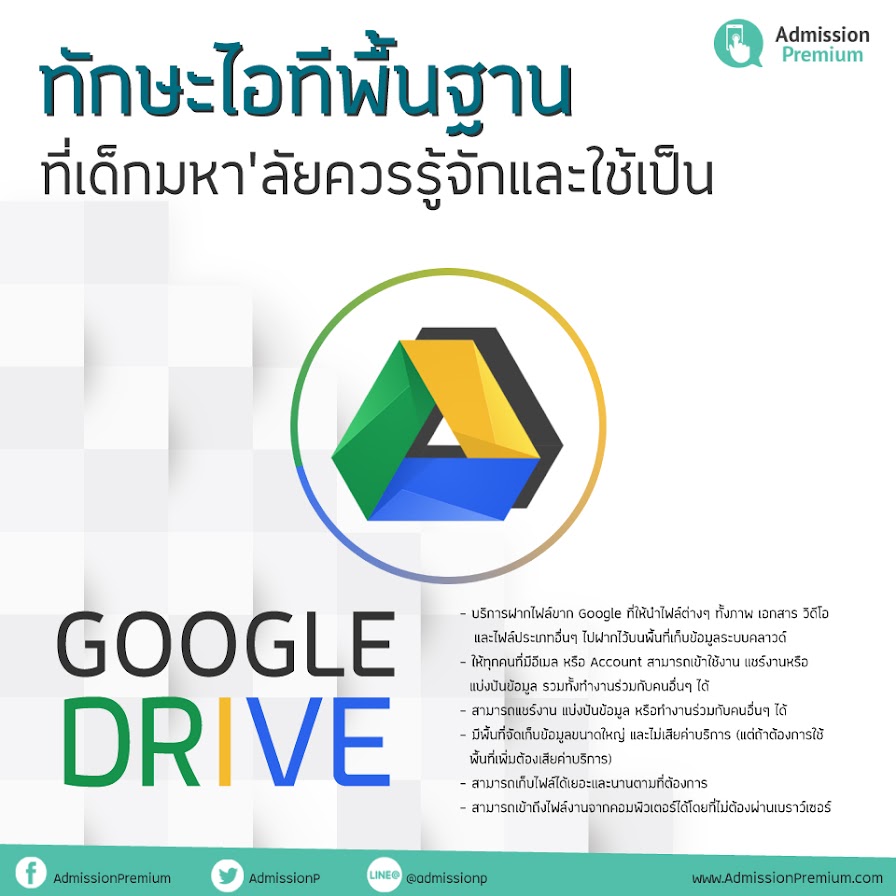 Admission
Premium
ทักษะไอทีพื้นฐาน
ที่เด็กมหา'ลัยควรรู้จักและใช้เป็น
GOOGLE
DRIVE
- บริการฝากไฟล์ขาก Google ที่ให้นำไฟล์ต่างๆ ทั้งภาพ เอกสาร วิดีโอ
และไฟล์ประเภทอื่นๆ ไปฝากไว้บนพื้นที่เก็บข้อมูลระบบคลาวด์
- ให้ทุกคนที่มีอีเมล หรือ Account สามารถเข้าใช้งาน แชร์งานหรือ
แบ่งปันข้อมูล รวมทั้งทำงานร่วมกับคนอื่นๆ ได้
- สามารถแชร์งาน แบ่งปันข้อมูล หรือทำงานร่วมกับคนอื่นๆ ได้
- มีพื้นที่จัดเก็บข้อมูลขนาดใหญ่ และไม่เสียค่าบริการ (แต่ถ้าต้องการใช้
พื้นที่เพิ่มต้องเสียค่าบริการ)
- สามารถเก็บไฟล์ได้เยอะและนานตามที่ต้องการ
- สามารถเข้าถึงไฟล์งานจากคอมพิวเตอร์ได้โดยที่ไม่ต้องผ่านเบราว์เซอร์
AdmissionPremium
AdmissionP
LINE@
@admissionp
www.AdmissionPremium.com